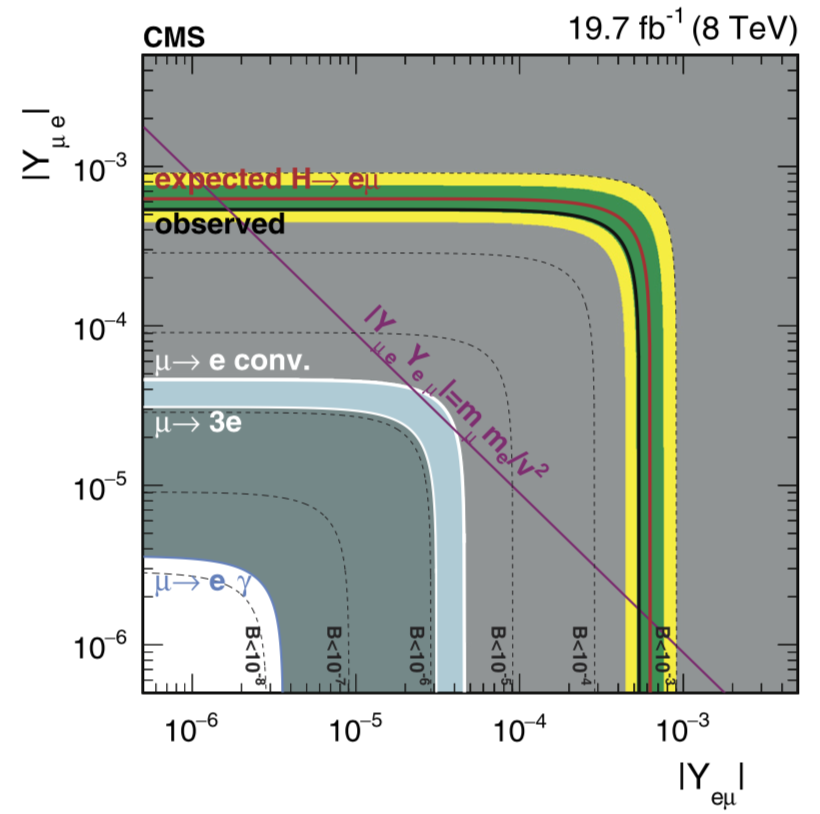 CMS
19.7 fb⁻¹ (8 TeV)
|Y_μe|
10⁻³
10⁻⁴
10⁻⁵
10⁻⁶
expected H→ eμ
observed
|Y_μe Y_eμ|=m_μ m_e/v²
μ→ e conv.
μ→ 3e
μ→ e γ
B<10⁻⁸
B<10⁻⁷
B<10⁻⁶
B<10⁻⁵
B<10⁻⁴
B<10⁻³
10⁻⁶ 10⁻⁵ 10⁻⁴ 10⁻³
|Y_eμ|